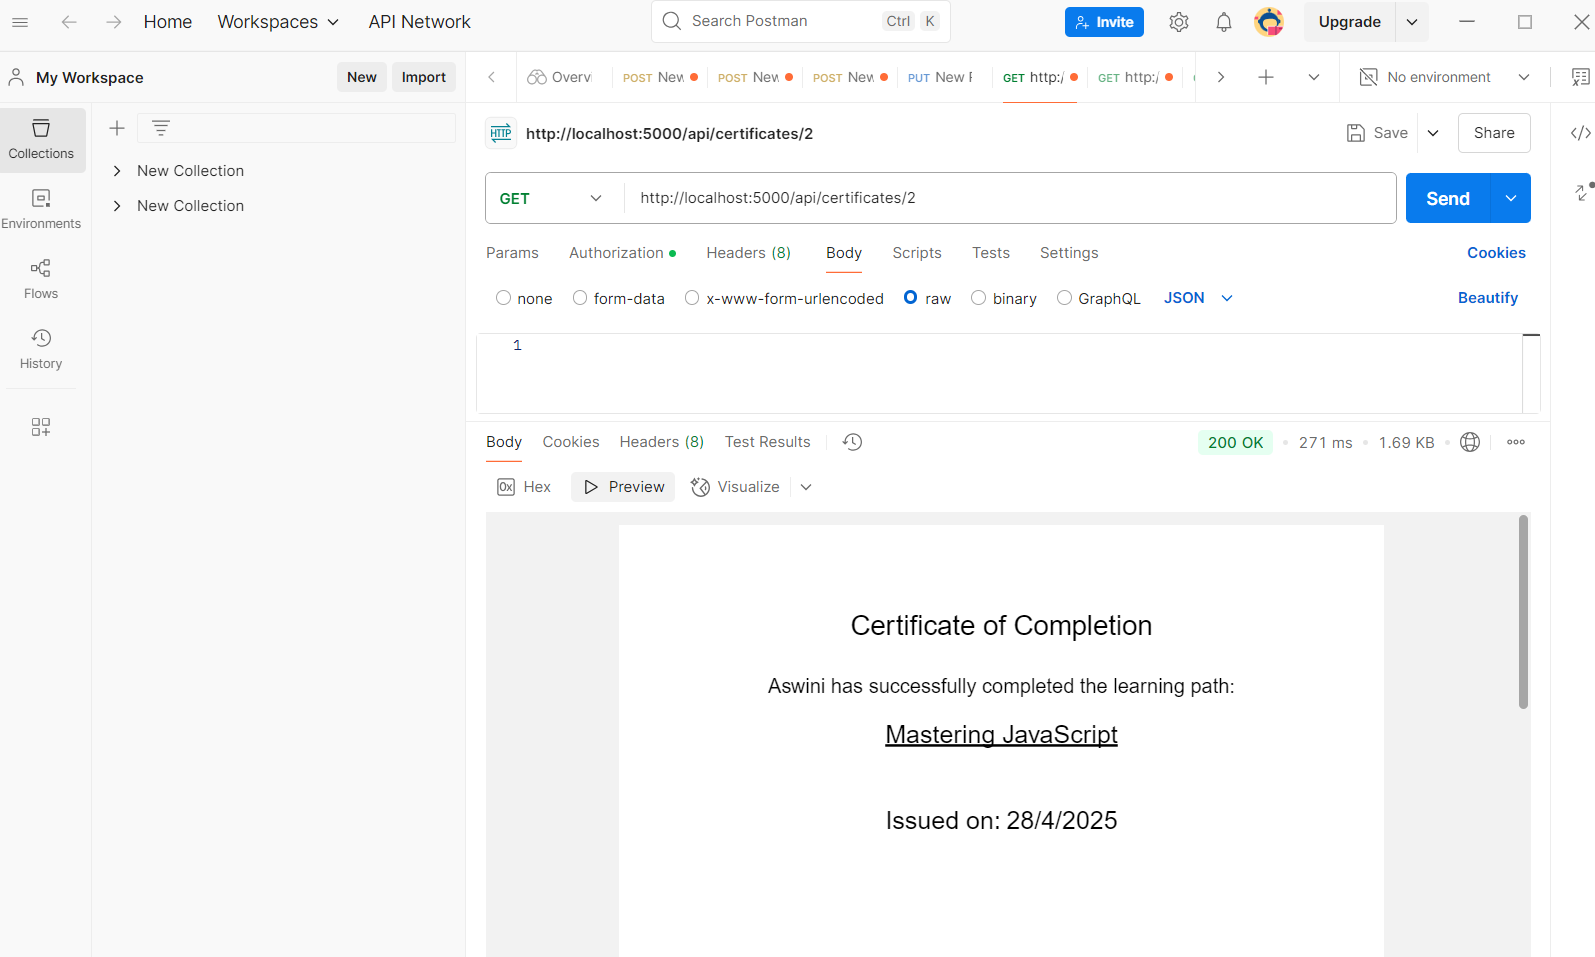 Home Workspaces API Network Search Postman Ctrl K Invite Upgrade
My Workspace New Import Overv POST New POST New POST New PUT New F GET http:/ GET http:/ No environment
Collections
Environments
Flows
History
New Collection
New Collection
HTTP http://localhost:5000/api/certificates/2 Save Share
GET http://localhost:5000/api/certificates/2 Send
Params Authorization Headers (8) Body Scripts Tests Settings Cookies
none form-data x-www-form-urlencoded raw binary GraphQL JSON Beautify
1
Body Cookies Headers (8) Test Results 200 OK 271 ms 1.69 KB
0x Hex Preview Visualize
Certificate of Completion
Aswini has successfully completed the learning path:
Mastering JavaScript
Issued on: 28/4/2025